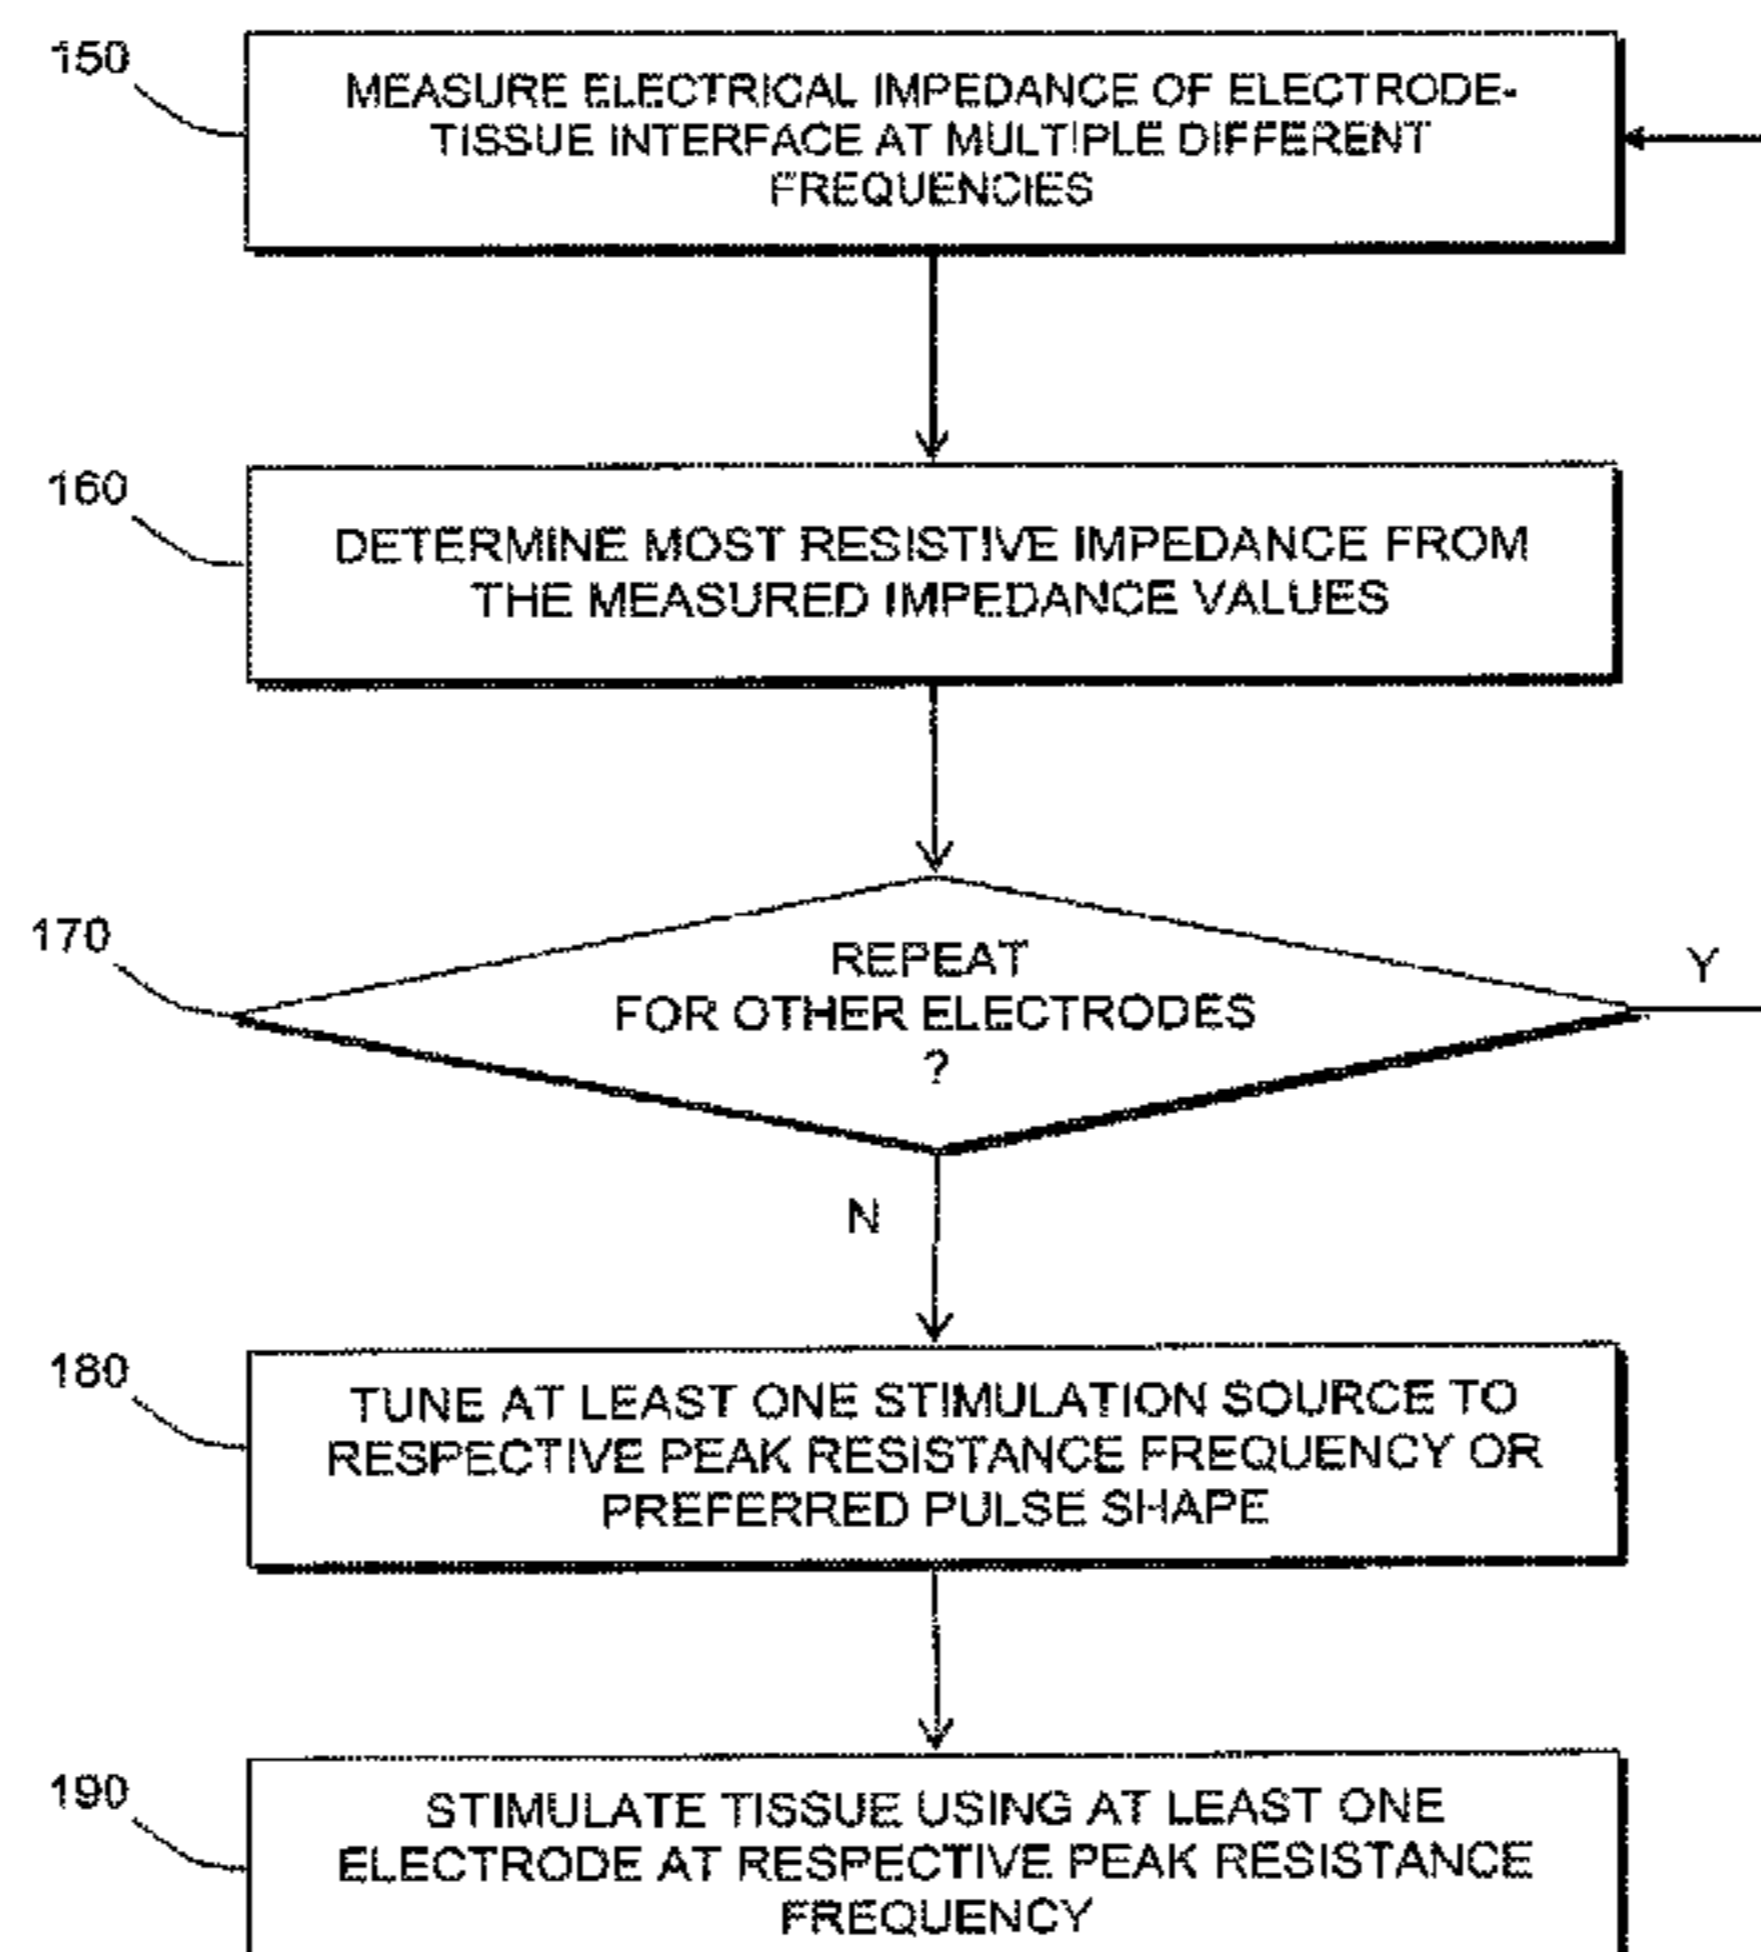 150
MEASURE ELECTRICAL IMPEDANCE OF ELECTRODE-
TISSUE INTERFACE AT MULTIPLE DIFFERENT
FREQUENCIES
160
DETERMINE MOST RESISTIVE IMPEDANCE FROM
THE MEASURED IMPEDANCE VALUES
170
REPEAT
FOR OTHER ELECTRODES
?
Y
N
180
TUNE AT LEAST ONE STIMULATION SOURCE TO
RESPECTIVE PEAK RESISTANCE FREQUENCY OR
PREFERRED PULSE SHAPE
190
STIMULATE TISSUE USING AT LEAST ONE
ELECTRODE AT RESPECTIVE PEAK RESISTANCE
FREQUENCY